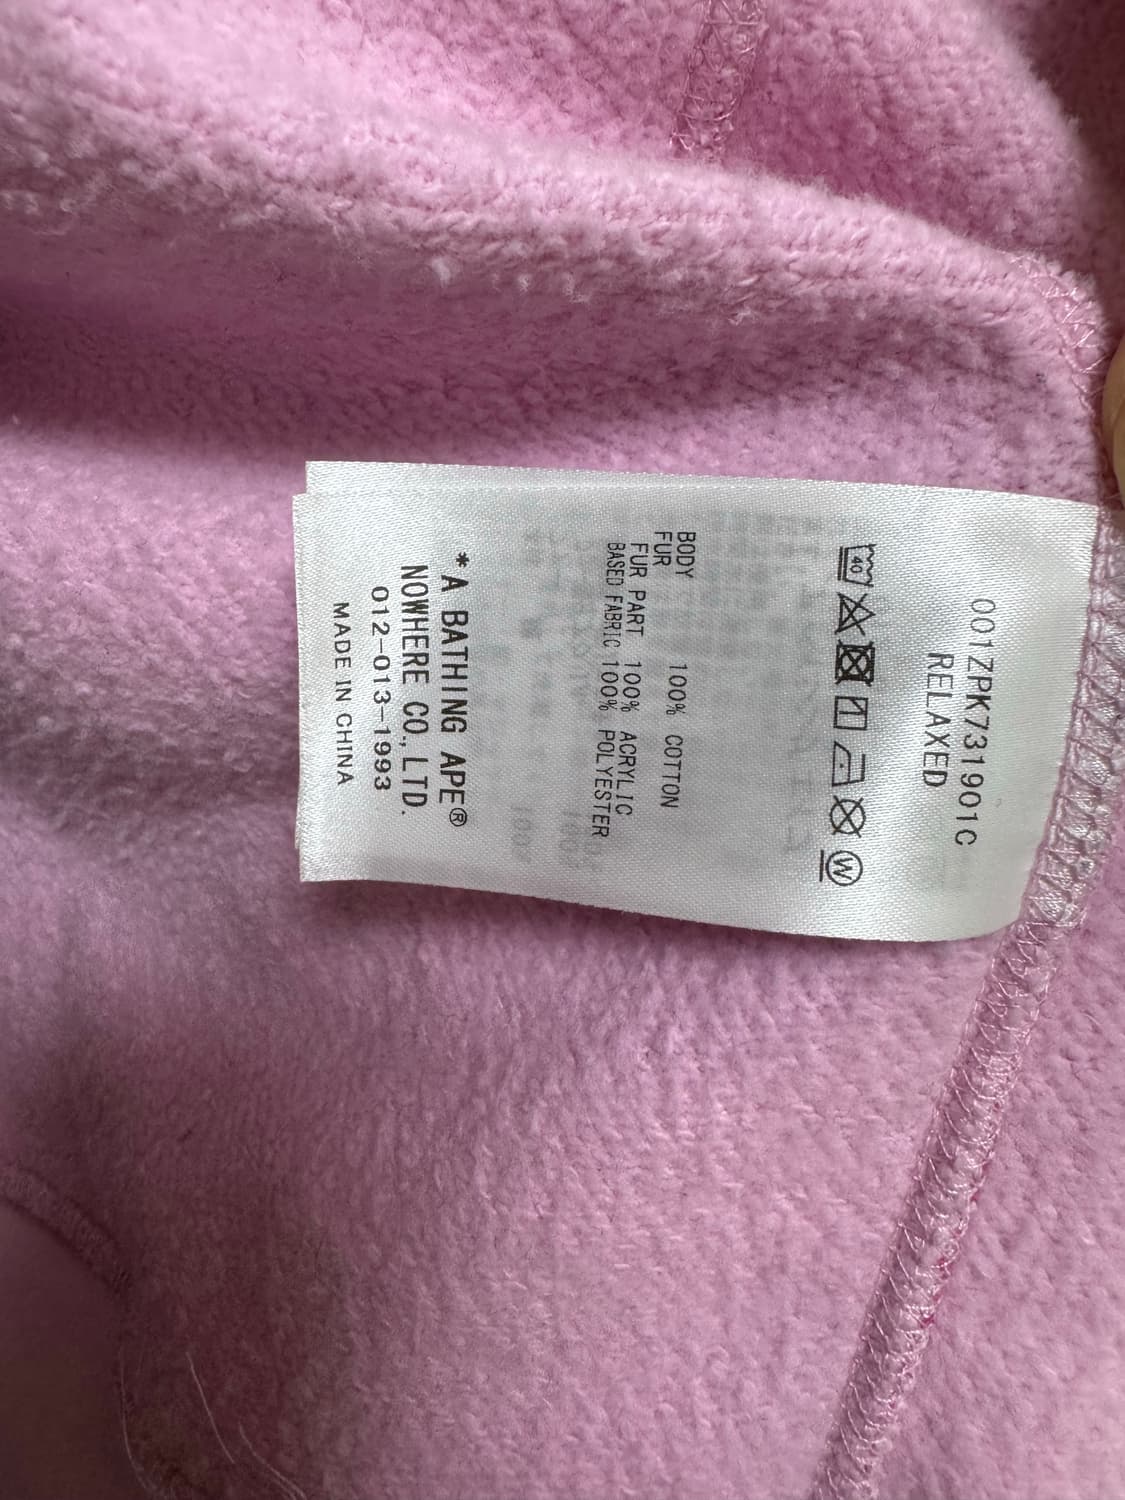 001ZPK731901C
RELAXED
40
W
BODY 100% COTTON
FUR
FUR PART 100% ACRYLIC
BASED FABRIC 100% POLYESTER
*A BATHING APE®
NOWHERE CO., LTD.
012-013-1993
MADE IN CHINA